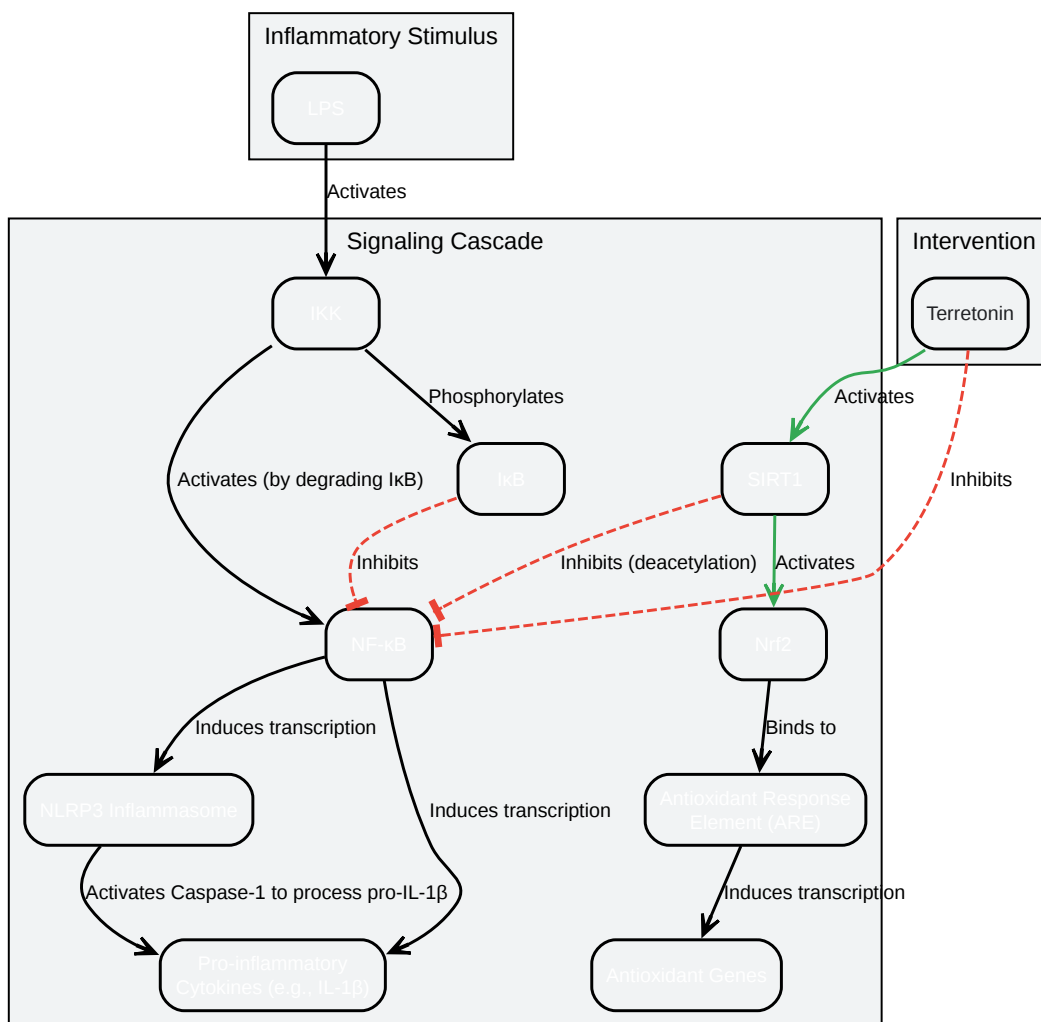 Inflammatory Stimulus
LPS
Activates
Signaling Cascade
Intervention
IKK
Terretonin
Phosphorylates
Activates
Activates (by degrading IκB)
IκB
SIRT1
Inhibits
Inhibits
Inhibits (deacetylation)
Activates
NF-κB
Nrf2
Induces transcription
Binds to
NLRP3 Inflammasome
Induces transcription
Antioxidant Response
Element (ARE)
Activates Caspase-1 to process pro-IL-1β
Induces transcription
Pro-inflammatory
Cytokines (e.g., IL-1β)
Antioxidant Genes